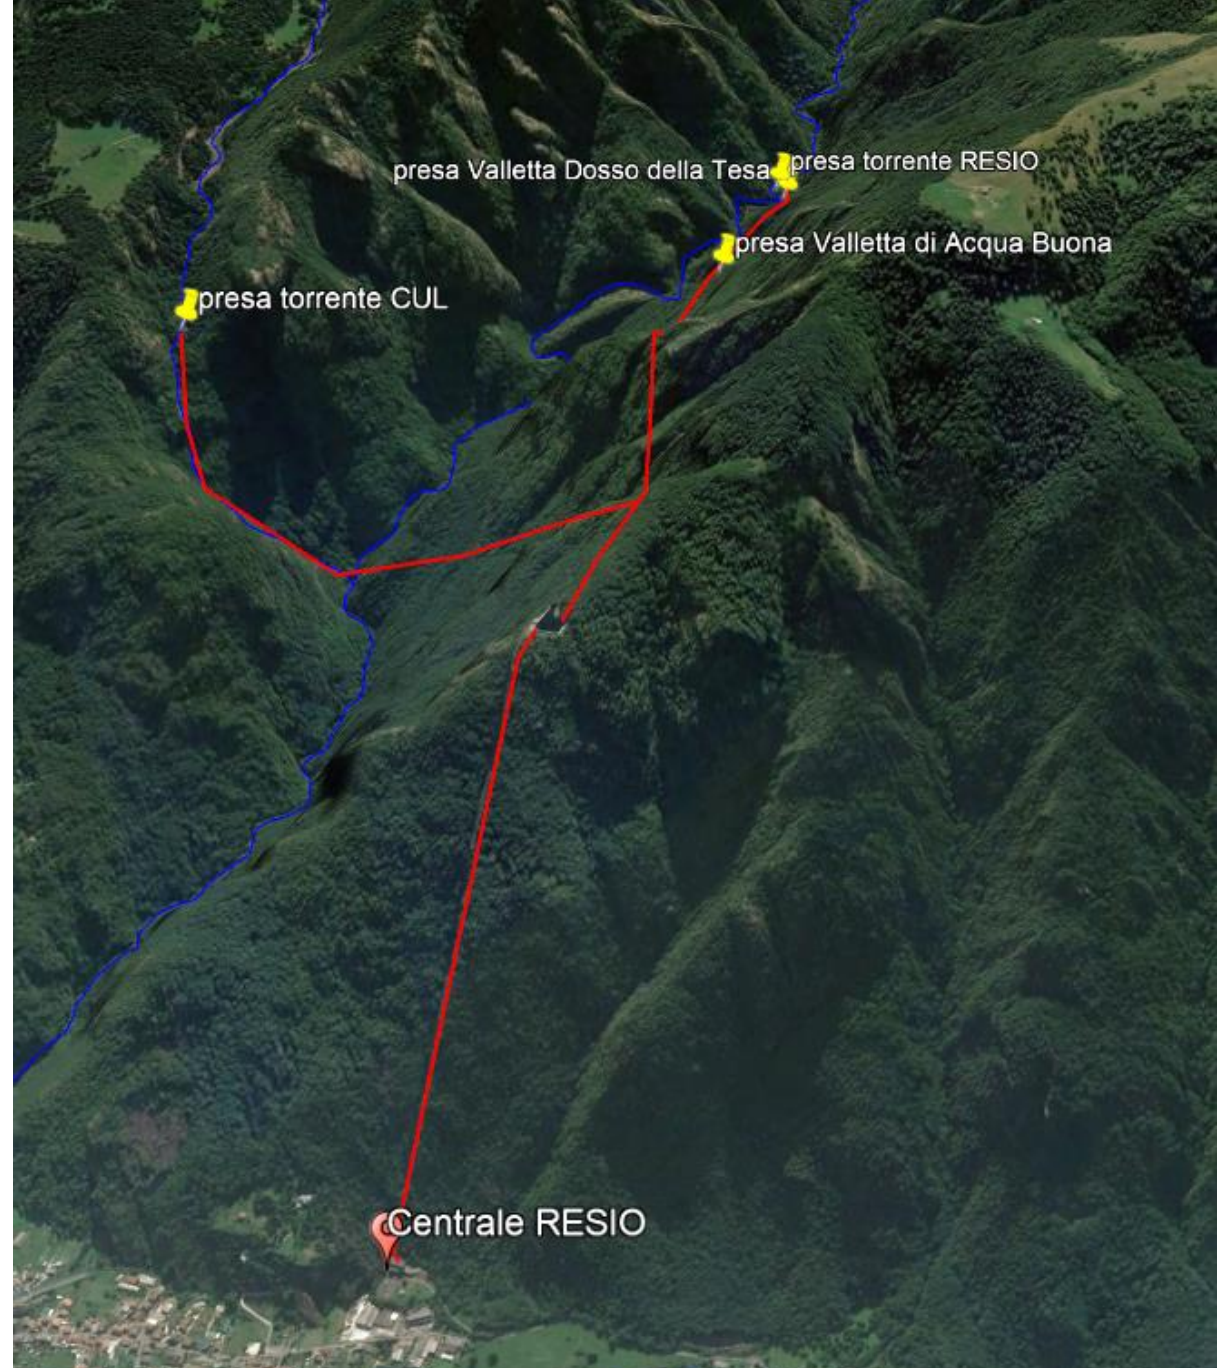 presa Valletta Dosso della Tesa
presa torrente RESIO
presa Valletta di Acqua Buona
presa torrente CUL
Centrale RESIO